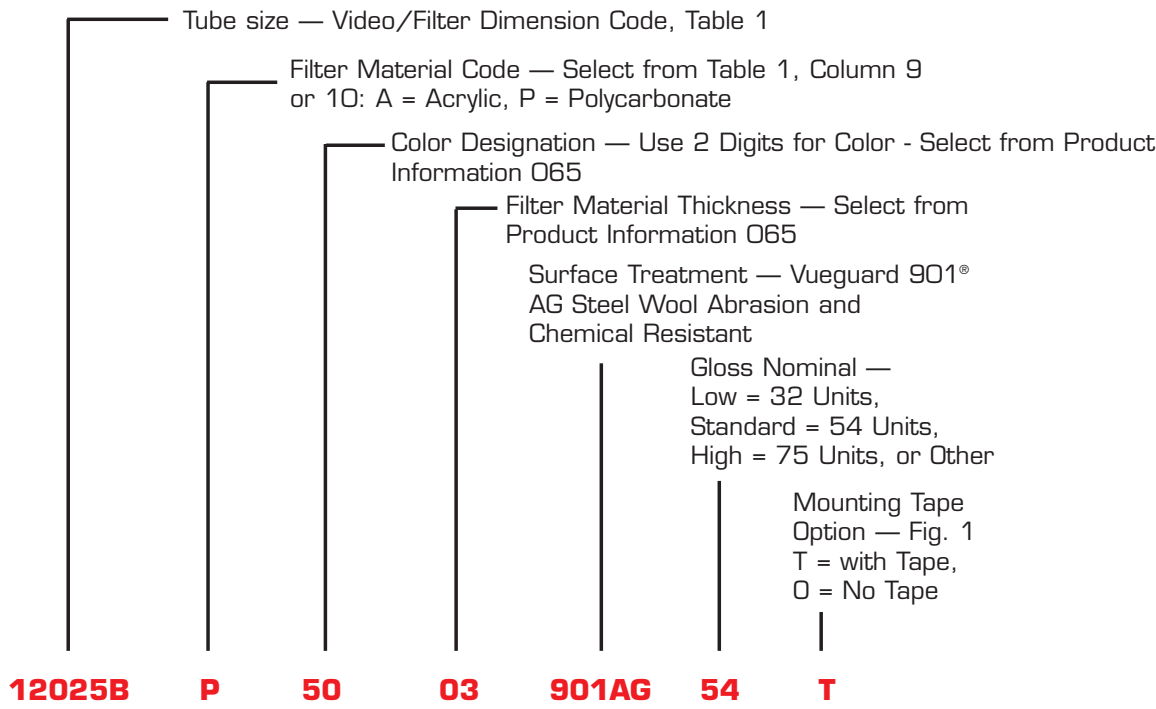 Tube size — Video/Filter Dimension Code, Table 1
Filter Material Code — Select from Table 1, Column 9
or 10: A = Acrylic, P = Polycarbonate
Color Designation — Use 2 Digits for Color - Select from Product
Information 065
Filter Material Thickness — Select from
Product Information 065
Surface Treatment — Vueguard 901®
AG Steel Wool Abrasion and
Chemical Resistant
Gloss Nominal —
Low = 32 Units,
Standard = 54 Units,
High = 75 Units, or Other
Mounting Tape
Option — Fig. 1
T = with Tape,
0 = No Tape
12025B P 50 03 901AG 54 T